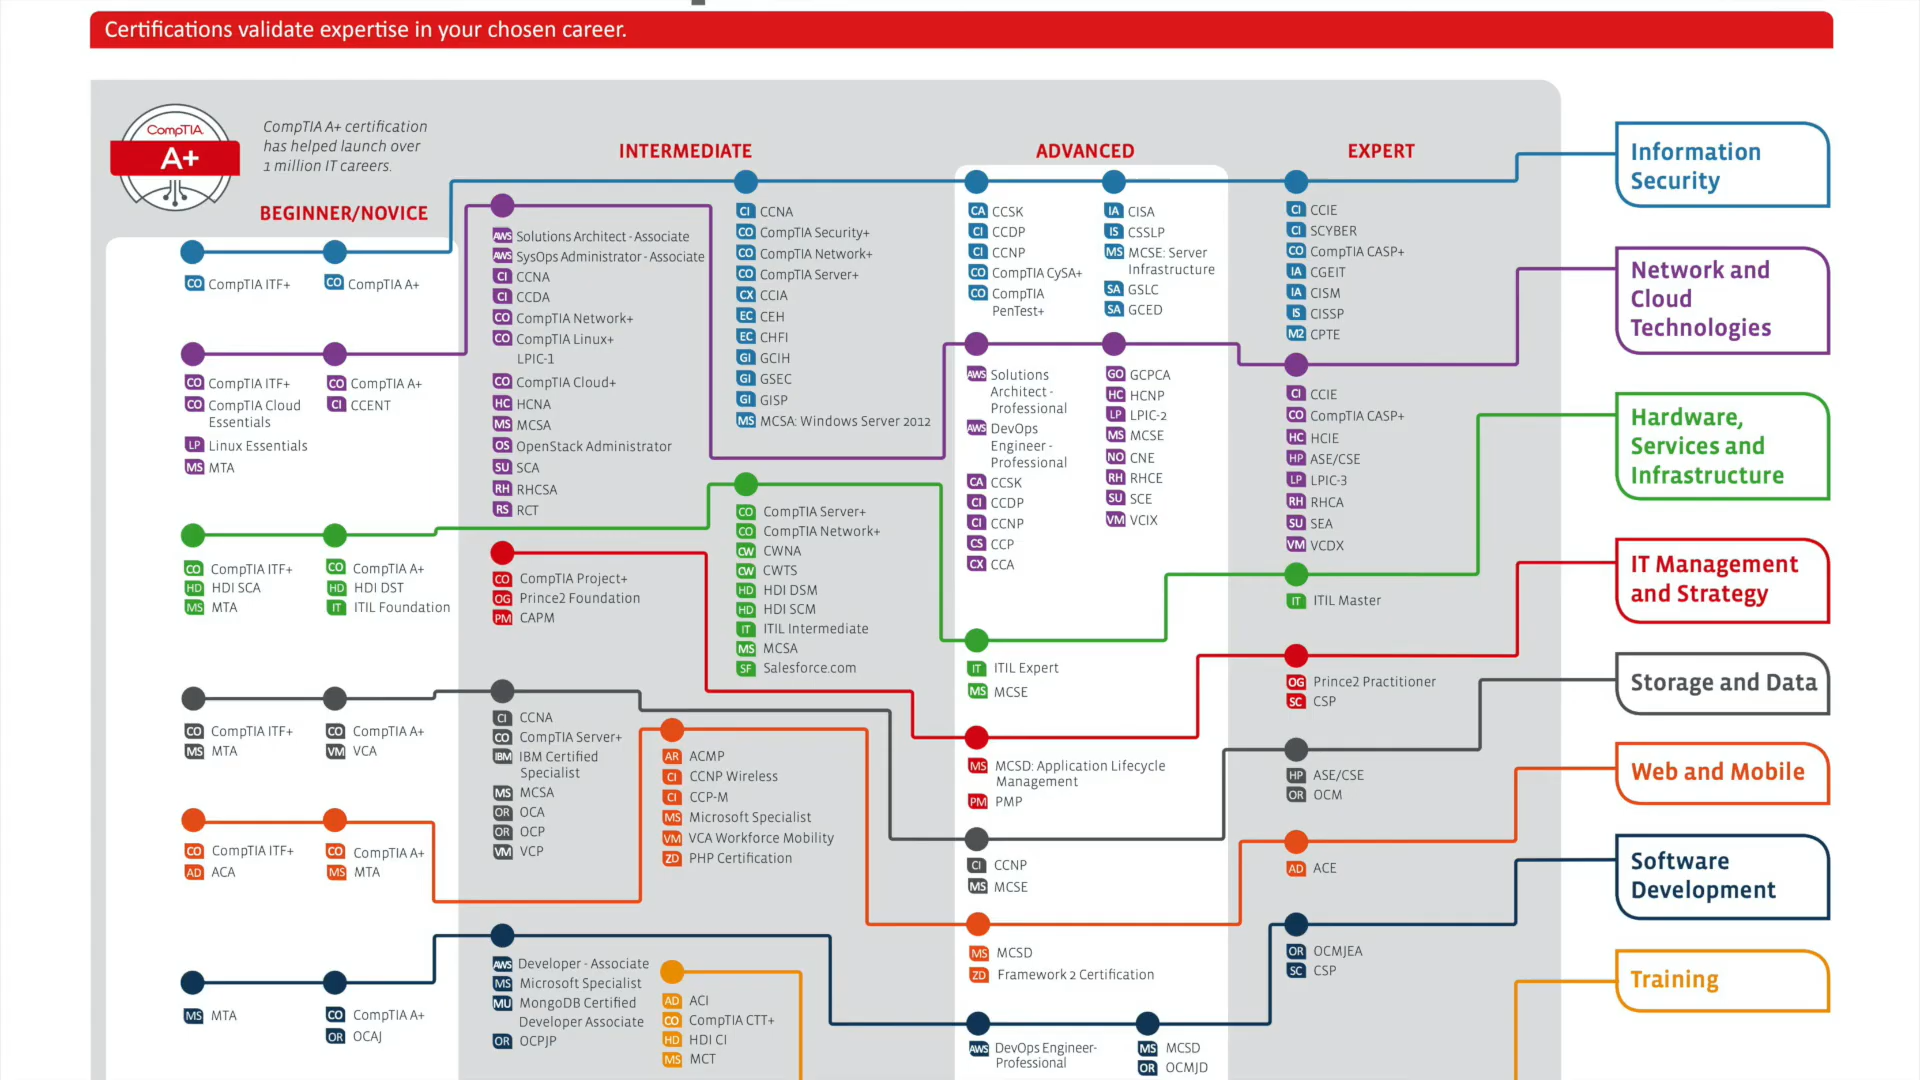 Certifications validate expertise in your chosen career.
CompTIA.
A+
CompTIA A+ certification
has helped launch over
1 million IT careers.
BEGINNER/NOVICE
INTERMEDIATE
ADVANCED
EXPERT
Information
Security
CO CompTIA ITF+
CO CompTIA A+
CI CCNA
CO CompTIA Security+
CO CompTIA Network+
CO CompTIA Server+
CX CCIA
EC CEH
EC CHFI
GI GCIH
GI GSEC
GI GISP
MS MCSA: Windows Server 2012
CA CCSK
CI CCDP
CI CCNP
CO CompTIA CySA+
CO CompTIA
PenTest+
IA CISA
IS CSSLP
MS MCSE: Server
Infrastructure
SA GSLC
SA GCED
CI CCIE
CI SCYBER
CO CompTIA CASP+
IA CGEIT
IA CISM
IS CISSP
M2 CPTE
Network and
Cloud
Technologies
CO CompTIA ITF+
CO CompTIA Cloud
Essentials
LP Linux Essentials
MS MTA
CO CompTIA A+
CI CCENT
AWS Solutions Architect - Associate
AWS SysOps Administrator - Associate
CI CCNA
CI CCDA
CO CompTIA Network+
CO CompTIA Linux+
LPIC-1
CO CompTIA Cloud+
HC HCNA
MS MCSA
OS OpenStack Administrator
SU SCA
RH RHCSA
RS RCT
AWS Solutions
Architect -
Professional
AWS DevOps
Engineer -
Professional
CA CCSK
CI CCDP
CI CCNP
CS CCP
CX CCA
GO GCPCA
HC HCNP
LP LPIC-2
MS MCSE
NO CNE
RH RHCE
SU SCE
VM VCIX
CI CCIE
CO CompTIA CASP+
HC HCIE
HP ASE/CSE
LP LPIC-3
RH RHCA
SU SEA
VM VCDX
Hardware,
Services and
Infrastructure
CO CompTIA ITF+
HD HDI SCA
MS MTA
CO CompTIA A+
HD HDI DST
IT ITIL Foundation
CO CompTIA Server+
CO CompTIA Network+
CW CWNA
CW CWTS
HD HDI DSM
HD HDI SCM
IT ITIL Intermediate
MS MCSA
SF Salesforce.com
IT ITIL Expert
MS MCSE
IT ITIL Master
IT Management
and Strategy
CO CompTIA Project+
OG Prince2 Foundation
PM CAPM
MS MCSD: Application Lifecycle
Management
PM PMP
OG Prince2 Practitioner
SC CSP
Storage and Data
CO CompTIA ITF+
MS MTA
CO CompTIA A+
VM VCA
CI CCNA
CO CompTIA Server+
IBM IBM Certified
Specialist
MS MCSA
OR OCA
OR OCP
VM VCP
CI CCNP
MS MCSE
HP ASE/CSE
OR OCM
Web and Mobile
CO CompTIA ITF+
AD ACA
CO CompTIA A+
MS MTA
AR ACMP
CI CCNP Wireless
CI CCP-M
MS Microsoft Specialist
VM VCA Workforce Mobility
ZD PHP Certification
MS MCSD
ZD Framework 2 Certification
AD ACE
Software
Development
MS MTA
CO CompTIA A+
OR OCAJ
AWS Developer - Associate
MS Microsoft Specialist
MU MongoDB Certified
Developer Associate
OR OCPJP
AWS DevOps Engineer-
Professional
MS MCSD
OR OCMJD
OR OCMJEA
SC CSP
Training
AD ACI
CO CompTIA CTT+
HD HDI CI
MS MCT